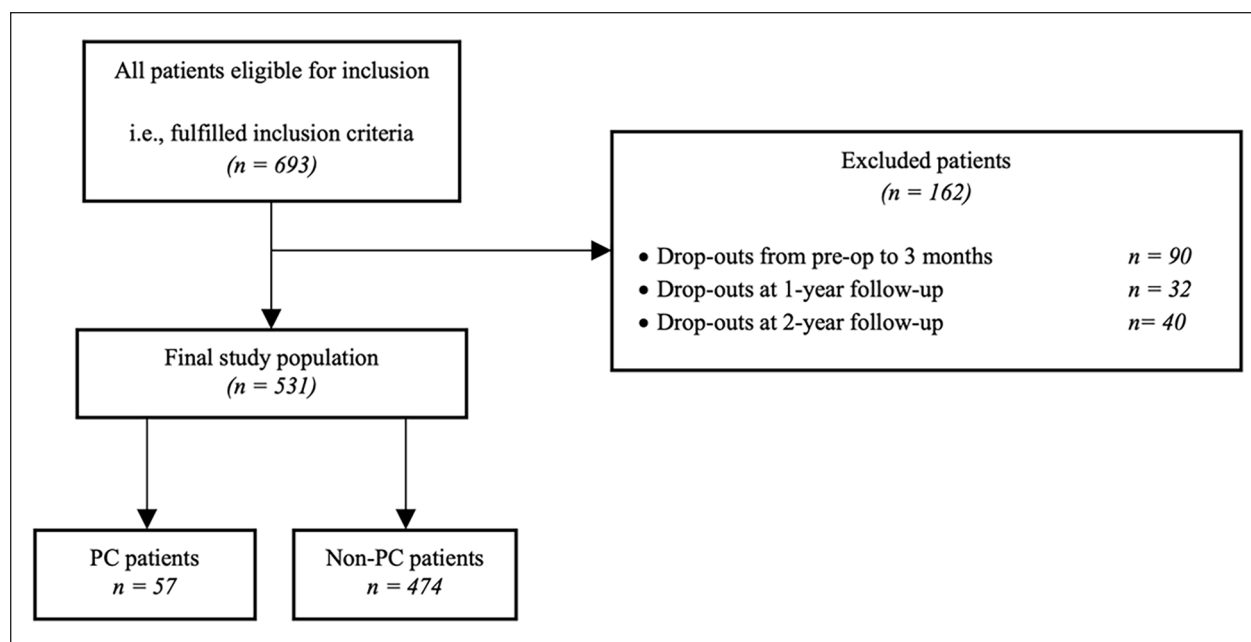 All patients eligible for inclusion
i.e., fulfilled inclusion criteria
(n = 693)
Excluded patients
(n = 162)
• Drop-outs from pre-op to 3 months n = 90
• Drop-outs at 1-year follow-up n = 32
• Drop-outs at 2-year follow-up n= 40
Final study population
(n = 531)
PC patients
n = 57
Non-PC patients
n = 474